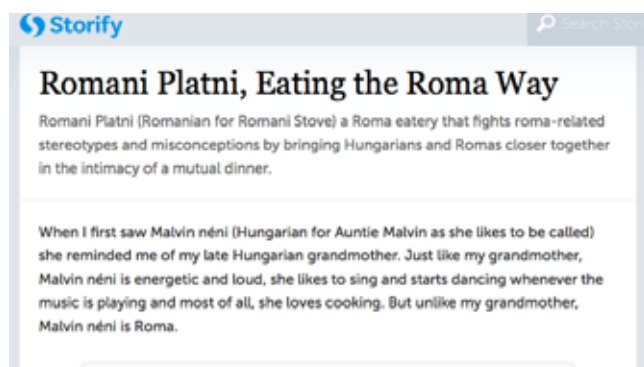 Storify
Search Stori
Romani Platni, Eating the Roma Way
Romani Platni (Romanian for Romani Stove) a Roma eatery that fights roma-related
stereotypes and misconceptions by bringing Hungarians and Romas closer together
in the intimacy of a mutual dinner.
When I first saw Malvin néni (Hungarian for Auntie Malvin as she likes to be called)
she reminded me of my late Hungarian grandmother. Just like my grandmother,
Malvin néni is energetic and loud, she likes to sing and starts dancing whenever the
music is playing and most of all, she loves cooking. But unlike my grandmother,
Malvin néni is Roma.